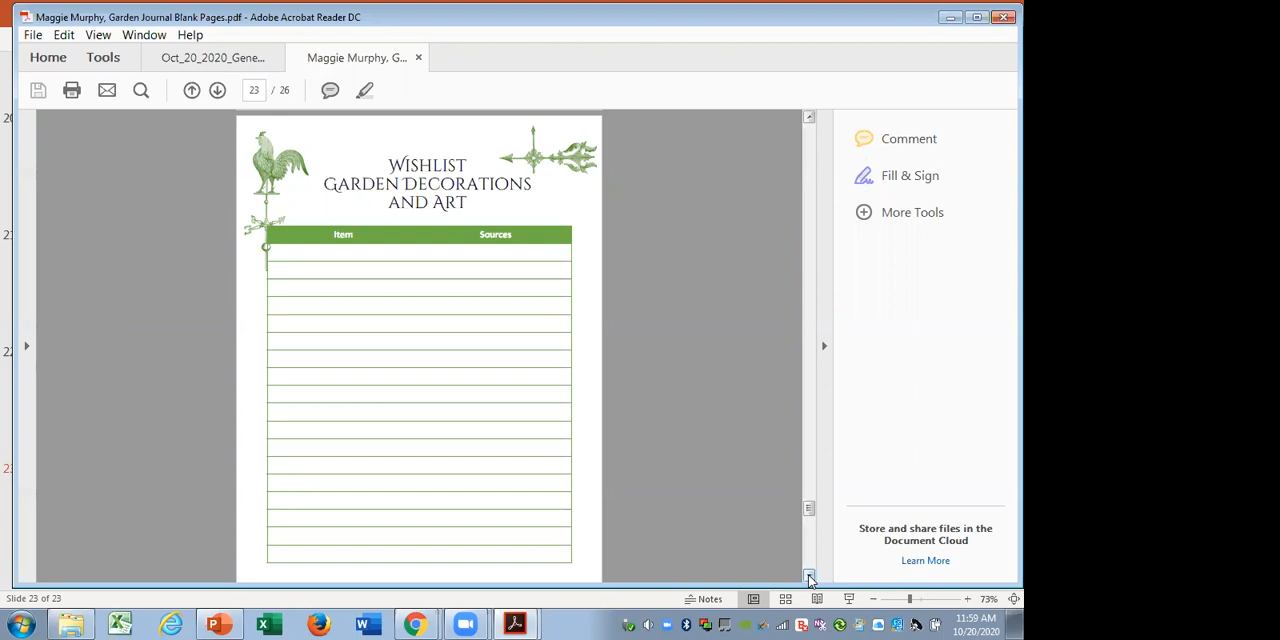 Maggie Murphy, Garden Journal Blank Pages.pdf - Adobe Acrobat Reader DC
File Edit View Window Help
Home Tools Oct_20_2020_Gene... Maggie Murphy, G... ×
23 / 26
Comment
Fill & Sign
More Tools
Wishlist
Garden Decorations
and Art
Item Sources
21
22
23
Store and share files in the
Document Cloud
Learn More
Slide 23 of 23 Notes 73%
11:59 AM
10/20/2020